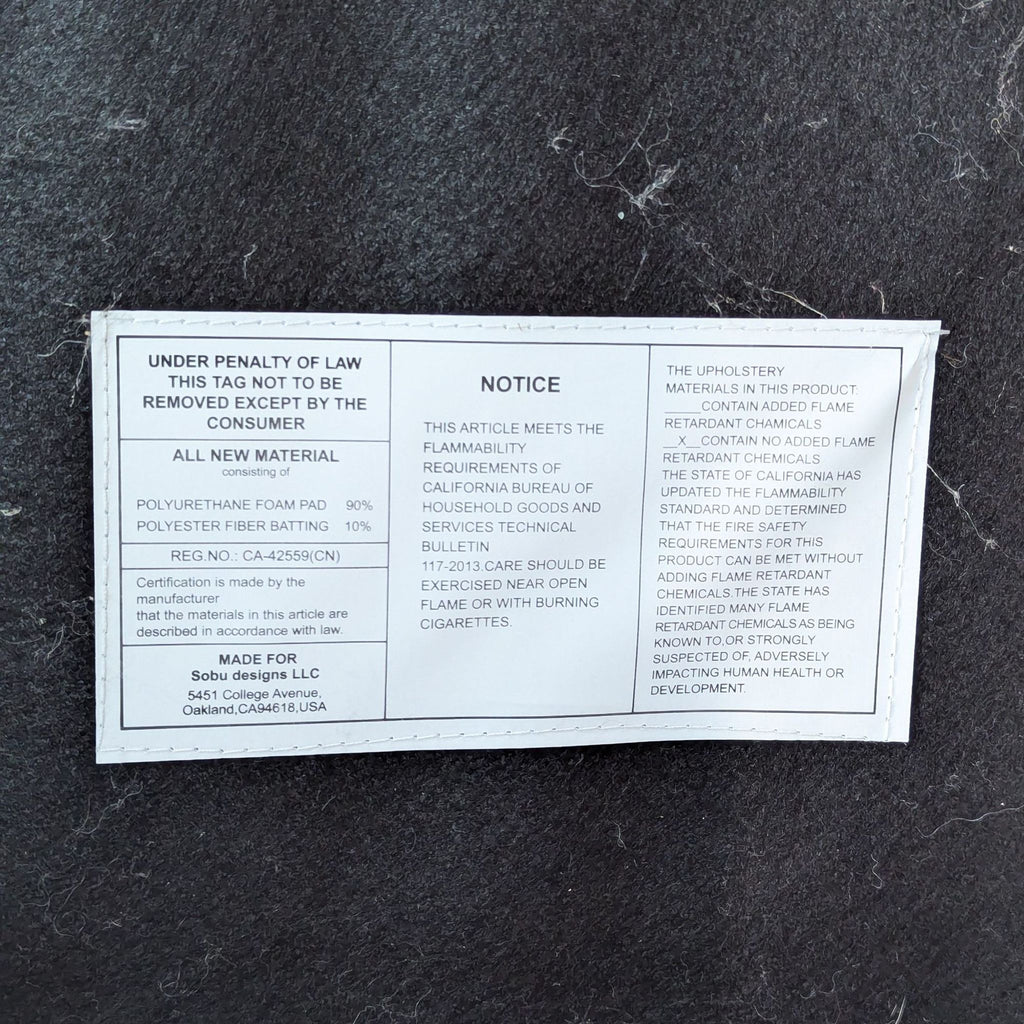 UNDER PENALTY OF LAW
THIS TAG NOT TO BE
REMOVED EXCEPT BY THE
CONSUMER
ALL NEW MATERIAL
consisting of
POLYURETHANE FOAM PAD 90%
POLYESTER FIBER BATTING 10%
REG.NO.: CA-42559(CN)
Certification is made by the
manufacturer
that the materials in this article are
described in accordance with law.
MADE FOR
Sobu designs LLC
5451 College Avenue,
Oakland,CA94618,USA
NOTICE
THIS ARTICLE MEETS THE
FLAMMABILITY
REQUIREMENTS OF
CALIFORNIA BUREAU OF
HOUSEHOLD GOODS AND
SERVICES TECHNICAL
BULLETIN
117-2013.CARE SHOULD BE
EXERCISED NEAR OPEN
FLAME OR WITH BURNING
CIGARETTES.
THE UPHOLSTERY
MATERIALS IN THIS PRODUCT:
_____CONTAIN ADDED FLAME
RETARDANT CHAMICALS
__X__CONTAIN NO ADDED FLAME
RETARDANT CHEMICALS
THE STATE OF CALIFORNIA HAS
UPDATED THE FLAMMABILITY
STANDARD AND DETERMINED
THAT THE FIRE SAFETY
REQUIREMENTS FOR THIS
PRODUCT CAN BE MET WITHOUT
ADDING FLAME RETARDANT
CHEMICALS.THE STATE HAS
IDENTIFIED MANY FLAME
RETARDANT CHEMICALS AS BEING
KNOWN TO,OR STRONGLY
SUSPECTED OF, ADVERSELY
IMPACTING HUMAN HEALTH OR
DEVELOPMENT.